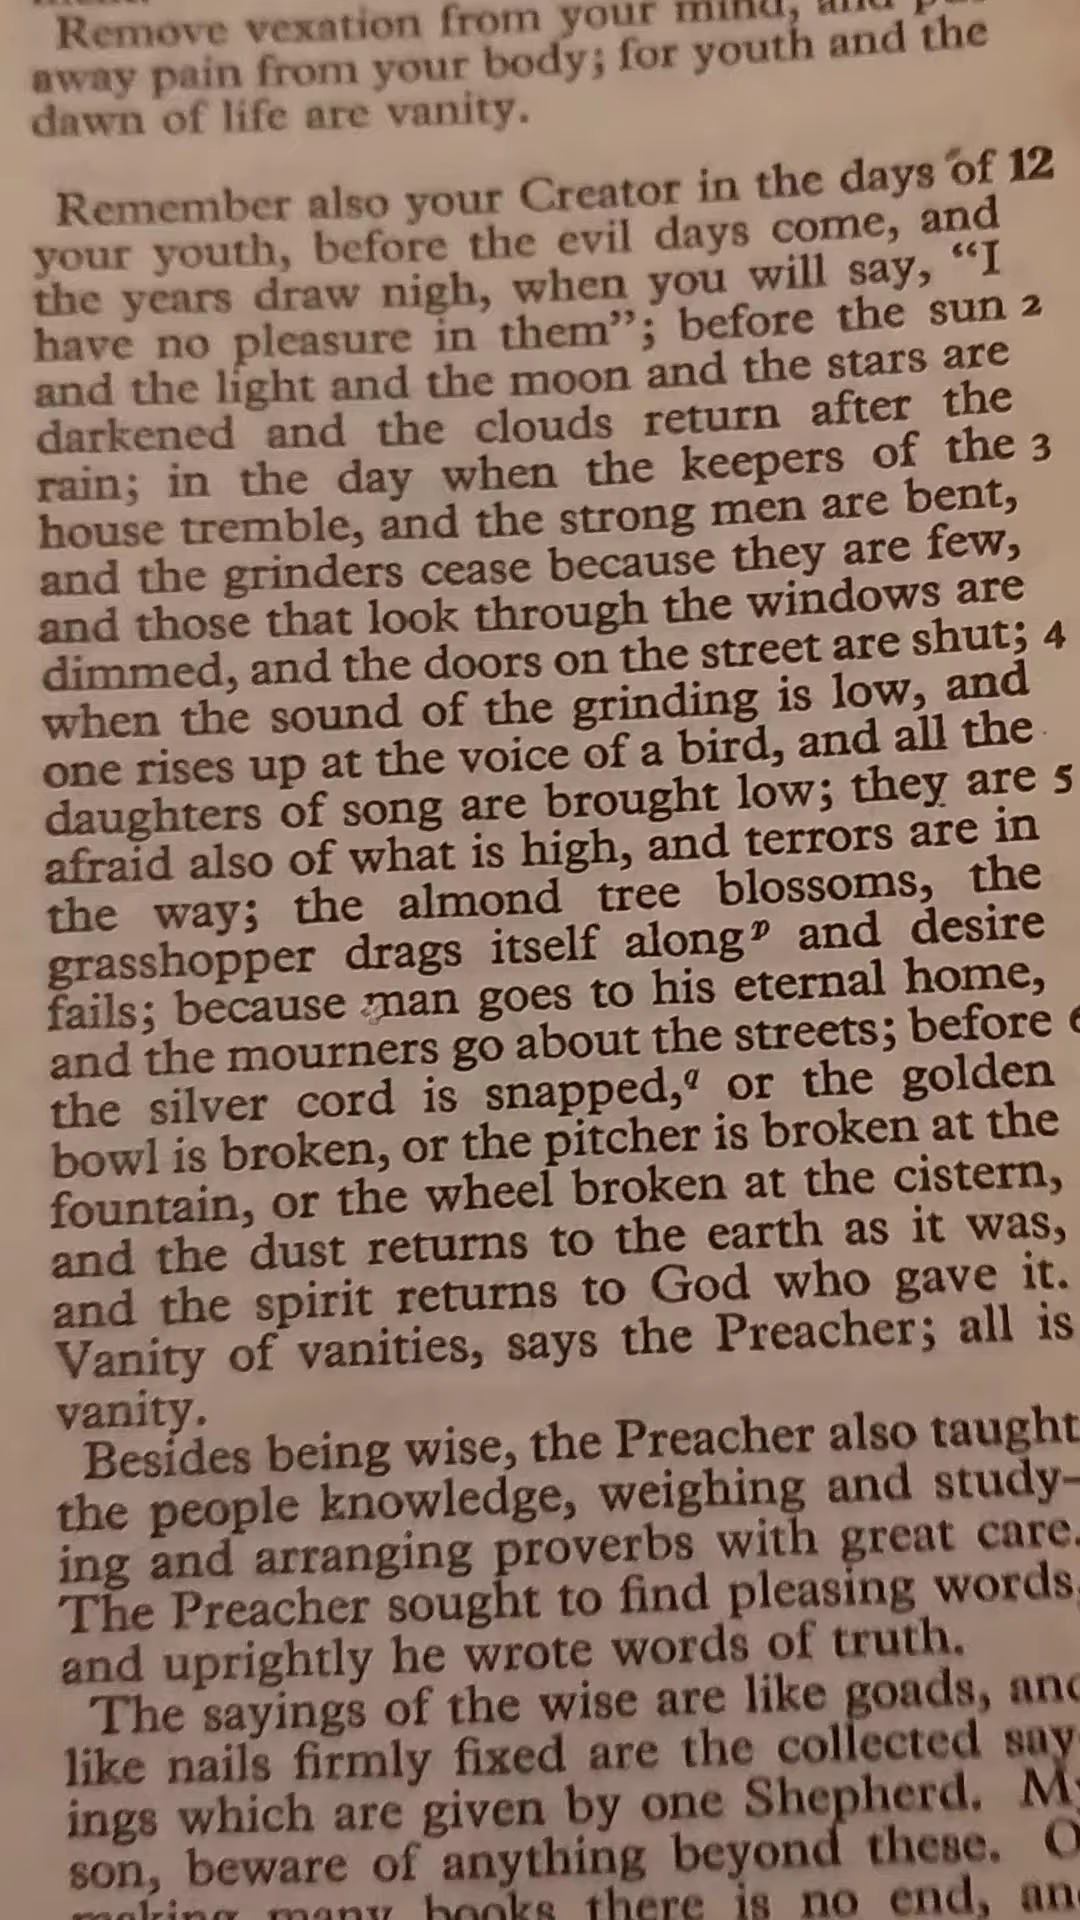 Remove vexation from your mind, and
away pain from your body; for youth and the
dawn of life are vanity.
Remember also your Creator in the days of 12
your youth, before the evil days come, and
the years draw nigh, when you will say, “I
have no pleasure in them”; before the sun 2
and the light and the moon and the stars are
darkened and the clouds return after the
rain; in the day when the keepers of the 3
house tremble, and the strong men are bent,
and the grinders cease because they are few,
and those that look through the windows are
dimmed, and the doors on the street are shut; 4
when the sound of the grinding is low, and
one rises up at the voice of a bird, and all the
daughters of song are brought low; they are 5
afraid also of what is high, and terrors are in
the way; the almond tree blossoms, the
grasshopper drags itself along<sup>p</sup> and desire
fails; because man goes to his eternal home,
and the mourners go about the streets; before 6
the silver cord is snapped,<sup>q</sup> or the golden
bowl is broken, or the pitcher is broken at the
fountain, or the wheel broken at the cistern,
and the dust returns to the earth as it was,
and the spirit returns to God who gave it.
Vanity of vanities, says the Preacher; all is
vanity.
Besides being wise, the Preacher also taught
the people knowledge, weighing and study-
ing and arranging proverbs with great care.
The Preacher sought to find pleasing words,
and uprightly he wrote words of truth.
The sayings of the wise are like goads, and
like nails firmly fixed are the collected say-
ings which are given by one Shepherd. My
son, beware of anything beyond these. O
making many books there is no end, and